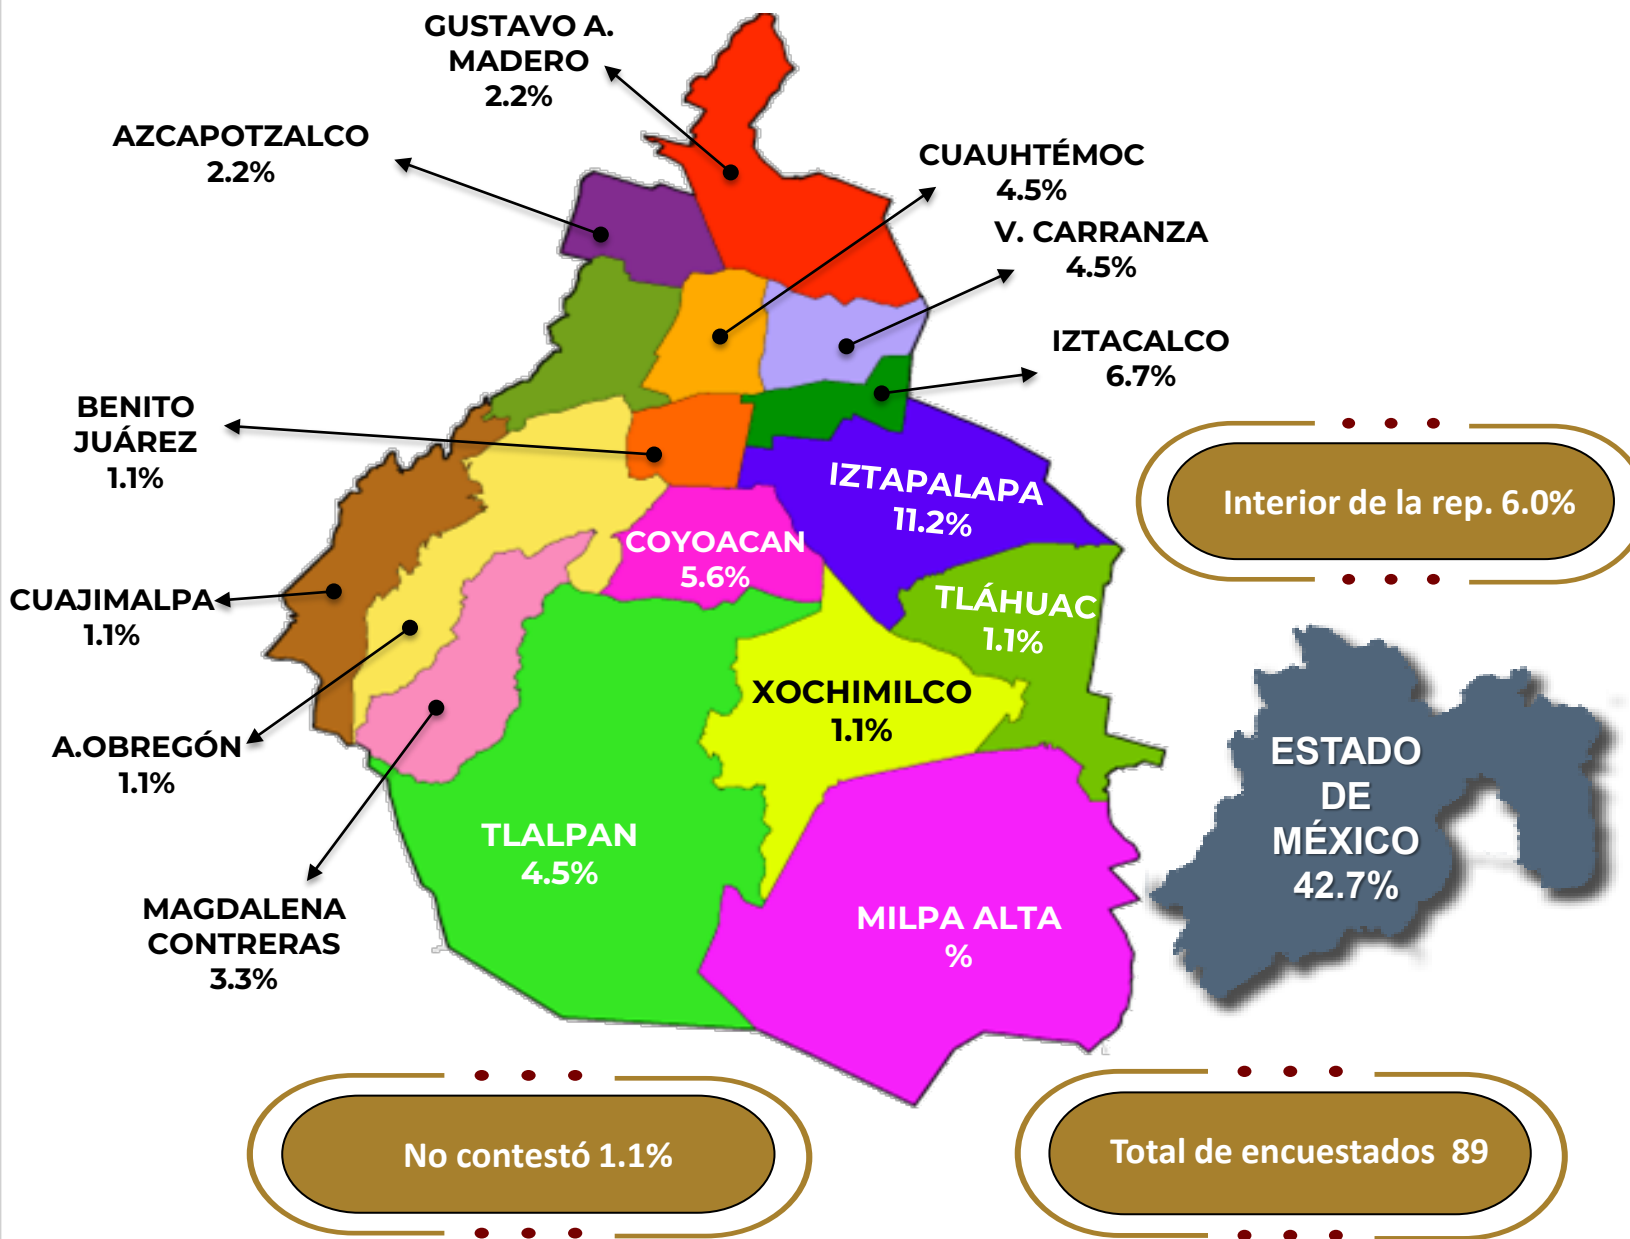 GUSTAVO A.
MADERO
2.2%
AZCAPOTZALCO
2.2%
CUAUHTÉMOC
4.5%
V. CARRANZA
4.5%
IZTACALCO
6.7%
BENITO
JUÁREZ
1.1%
IZTAPALAPA
11.2%
Interior de la rep. 6.0%
COYOACAN
5.6%
CUAJIMALPA
1.1%
TLÁHUAC
1.1%
XOCHIMILCO
1.1%
A.OBREGÓN
1.1%
ESTADO
DE
MÉXICO
42.7%
TLALPAN
4.5%
MAGDALENA
CONTRERAS
3.3%
MILPA ALTA
%
No contestó 1.1%
Total de encuestados 89